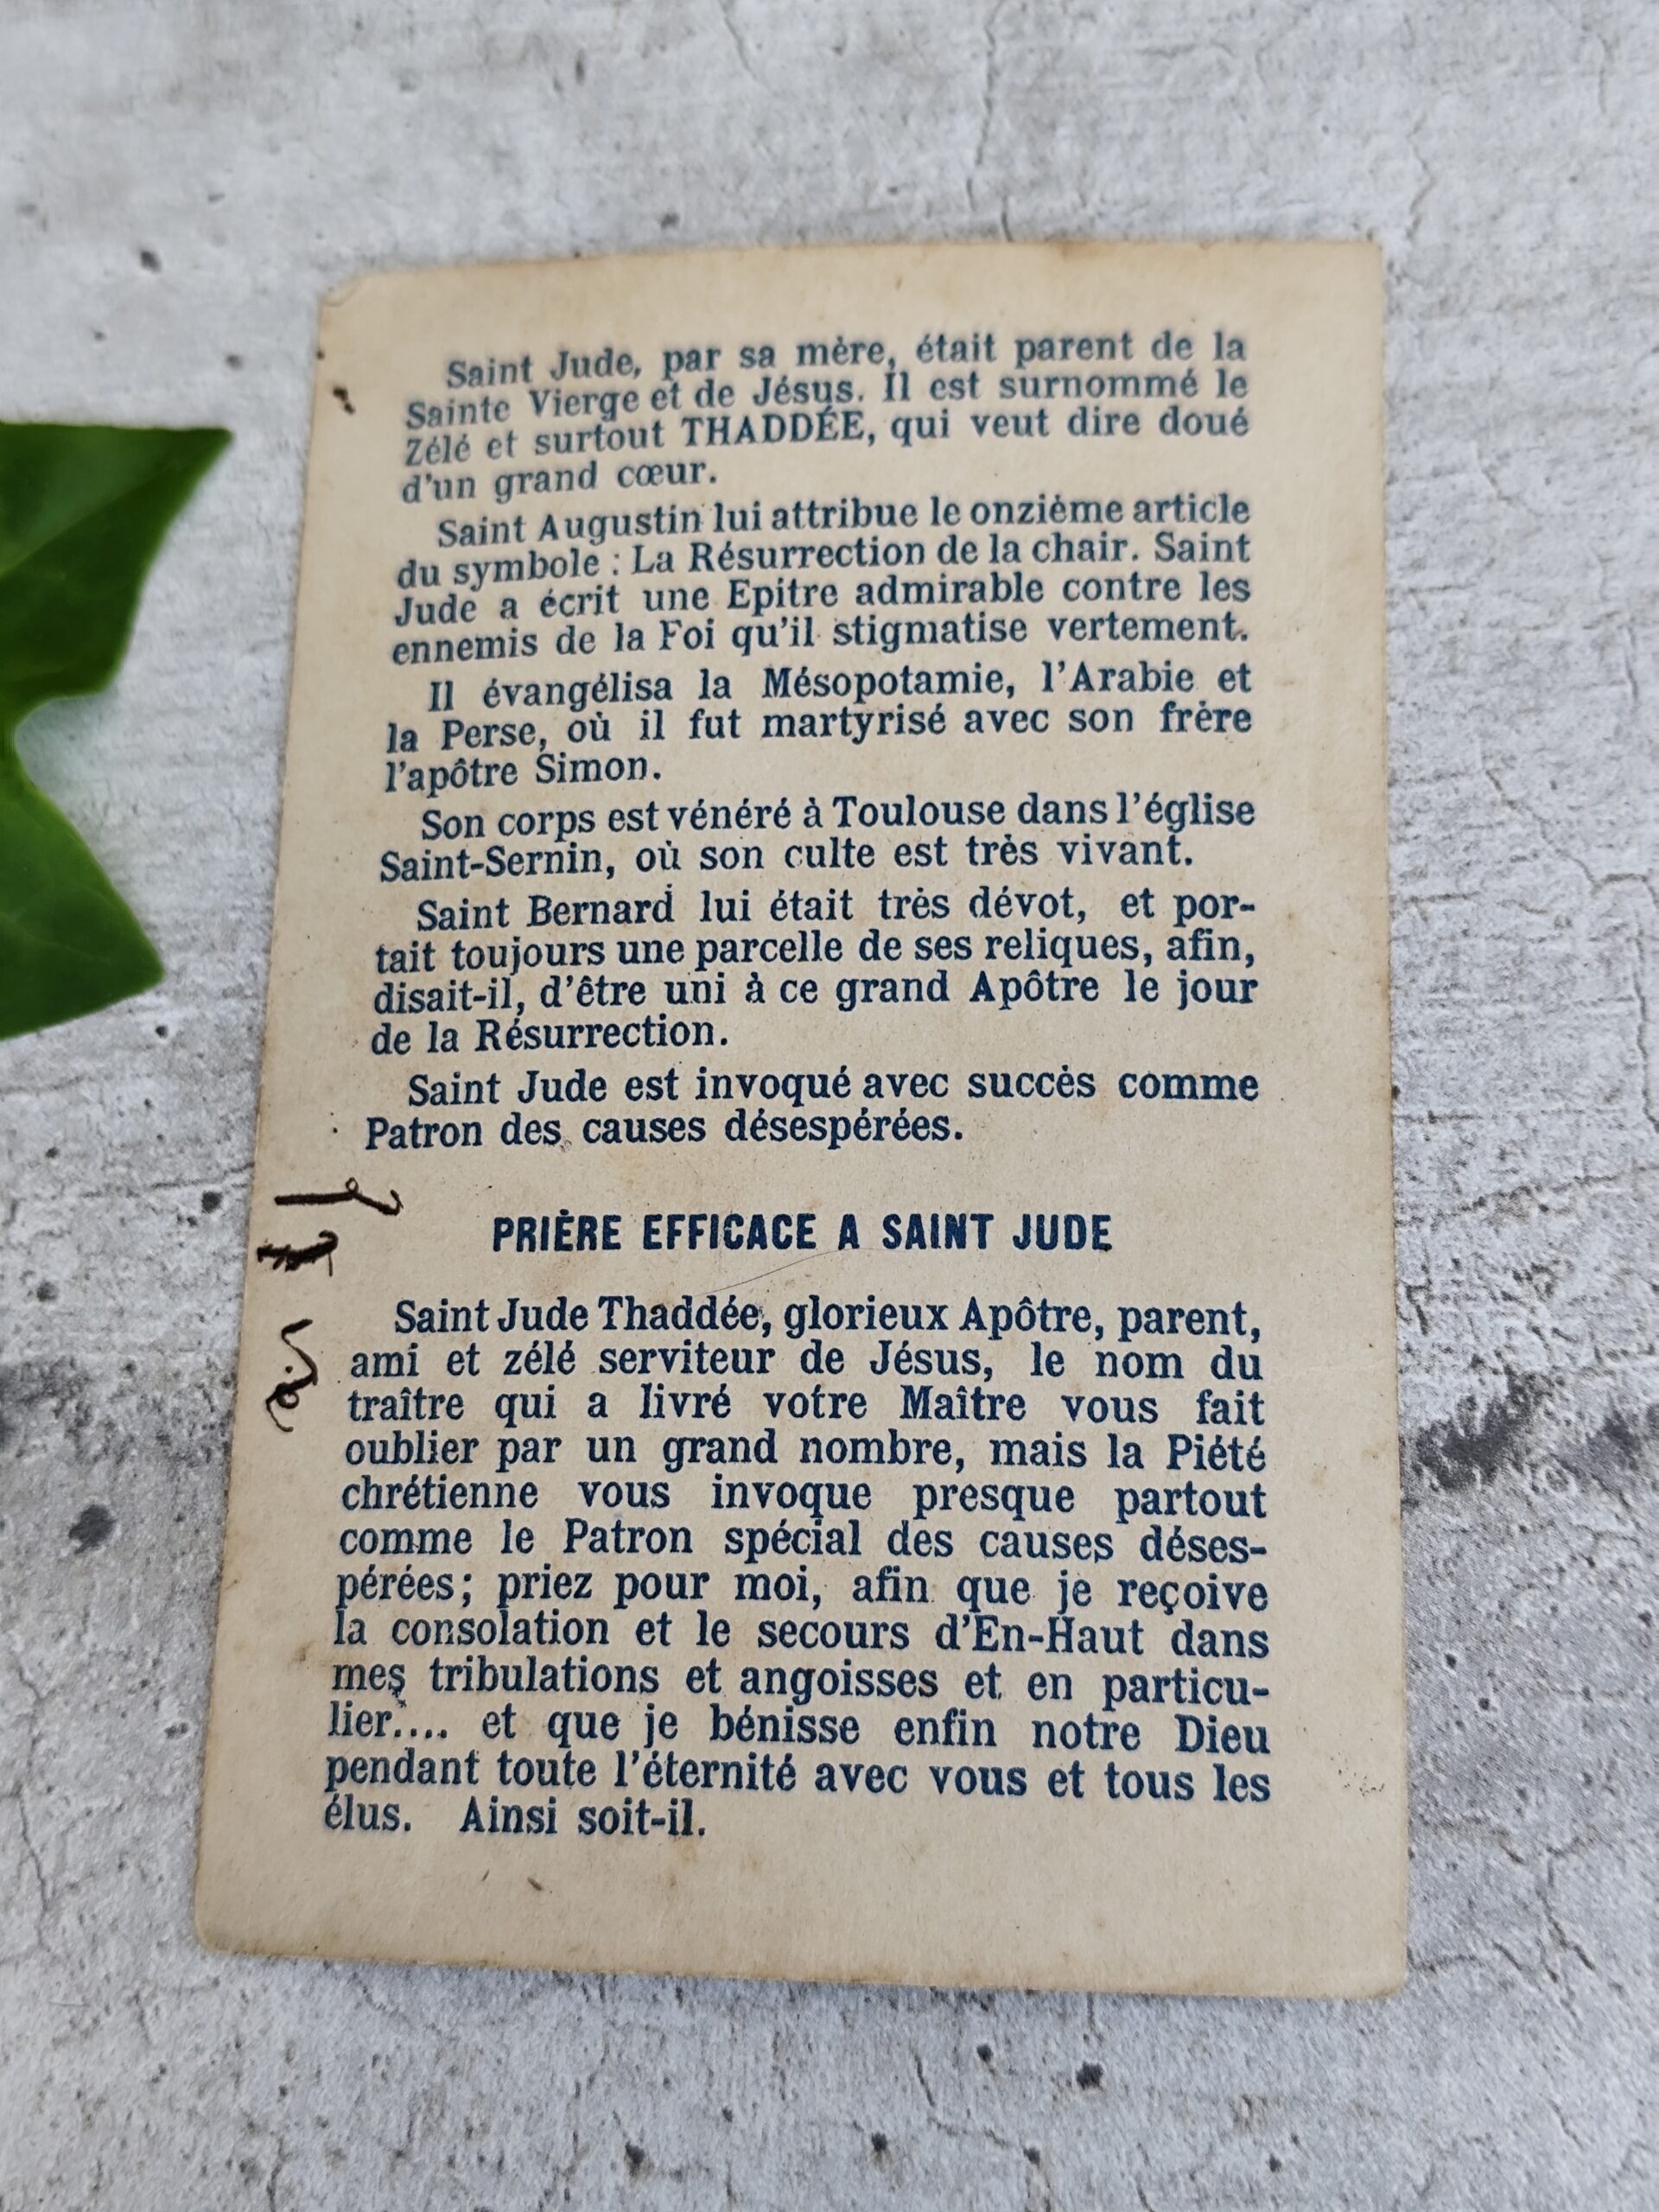 Saint Jude, par sa mère, était parent de la
Sainte Vierge et de Jésus. Il est surnommé le
Zélé et surtout THADDÉE, qui veut dire doué
d'un grand cœur.
Saint Augustin lui attribue le onzième article
du symbole : La Résurrection de la chair. Saint
Jude a écrit une Epitre admirable contre les
ennemis de la Foi qu'il stigmatise vertement.
Il évangélisa la Mésopotamie, l'Arabie et
la Perse, où il fut martyrisé avec son frère
l'apôtre Simon.
Son corps est vénéré à Toulouse dans l'église
Saint-Sernin, où son culte est très vivant.
Saint Bernard lui était très dévot, et por-
tait toujours une parcelle de ses reliques, afin,
disait-il, d'être uni à ce grand Apôtre le jour
de la Résurrection.
Saint Jude est invoqué avec succès comme
Patron des causes désespérées.
PRIÈRE EFFICACE A SAINT JUDE
Saint Jude Thaddée, glorieux Apôtre, parent,
ami et zélé serviteur de Jésus, le nom du
traître qui a livré votre Maître vous fait
oublier par un grand nombre, mais la Piété
chrétienne vous invoque presque partout
comme le Patron spécial des causes déses-
pérées; priez pour moi, afin que je reçoive
la consolation et le secours d'En-Haut dans
mes tribulations et angoisses et en particu-
lier.... et que je bénisse enfin notre Dieu
pendant toute l'éternité avec vous et tous les
élus. Ainsi soit-il.